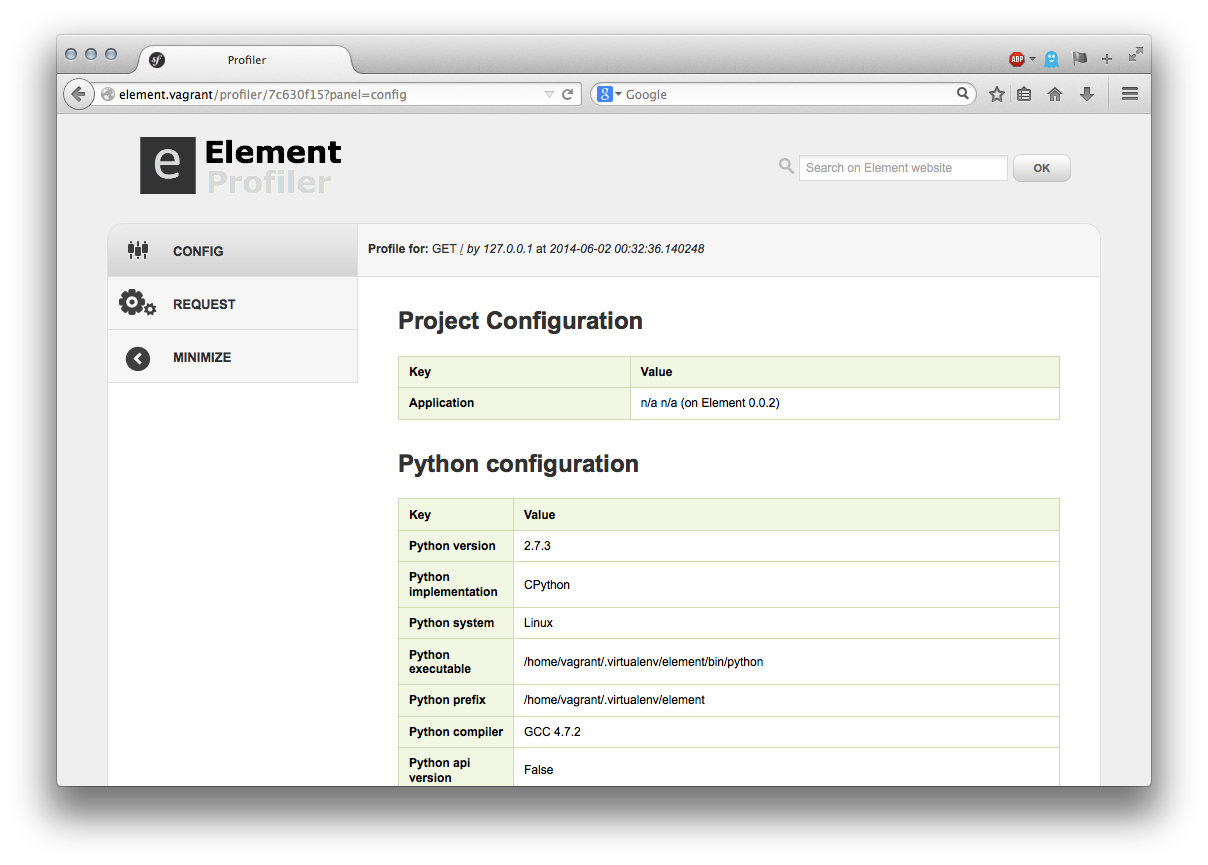 sf Profiler ABP
element.vagrant/profiler/7c630f15?panel=config 8 Google
e Element
Profiler
Search on Element website OK
CONFIG
REQUEST
MINIMIZE
Profile for: GET / by 127.0.0.1 at 2014-06-02 00:32:36.140248
Project Configuration
Key Value
Application n/a n/a (on Element 0.0.2)
Python configuration
Key Value
Python version 2.7.3
Python
implementation CPython
Python system Linux
Python
executable /home/vagrant/.virtualenv/element/bin/python
Python prefix /home/vagrant/.virtualenv/element
Python compiler GCC 4.7.2
Python api
version False